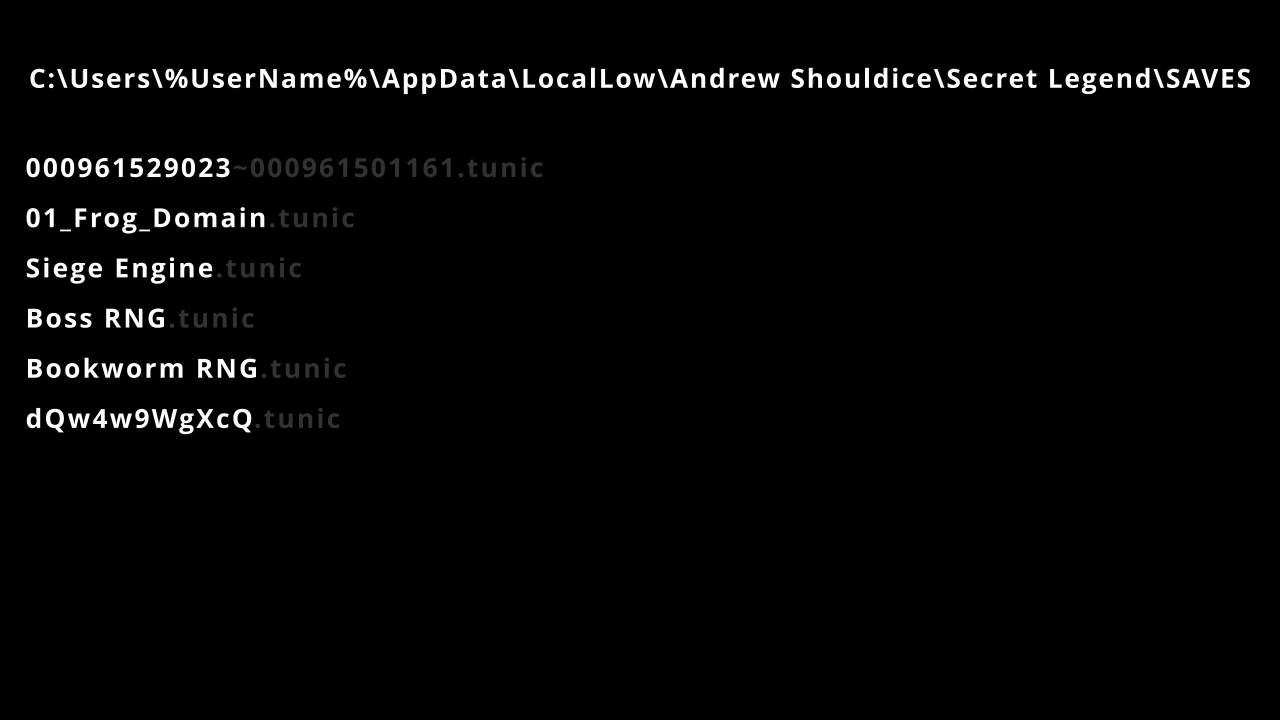 C:\Users\%UserName%\AppData\LocalLow\Andrew Shouldice\Secret Legend\SAVES
000961529023~000961501161.tunic
01_Frog_Domain.tunic
Siege Engine.tunic
Boss RNG.tunic
Bookworm RNG.tunic
dQw4w9WgXcQ.tunic